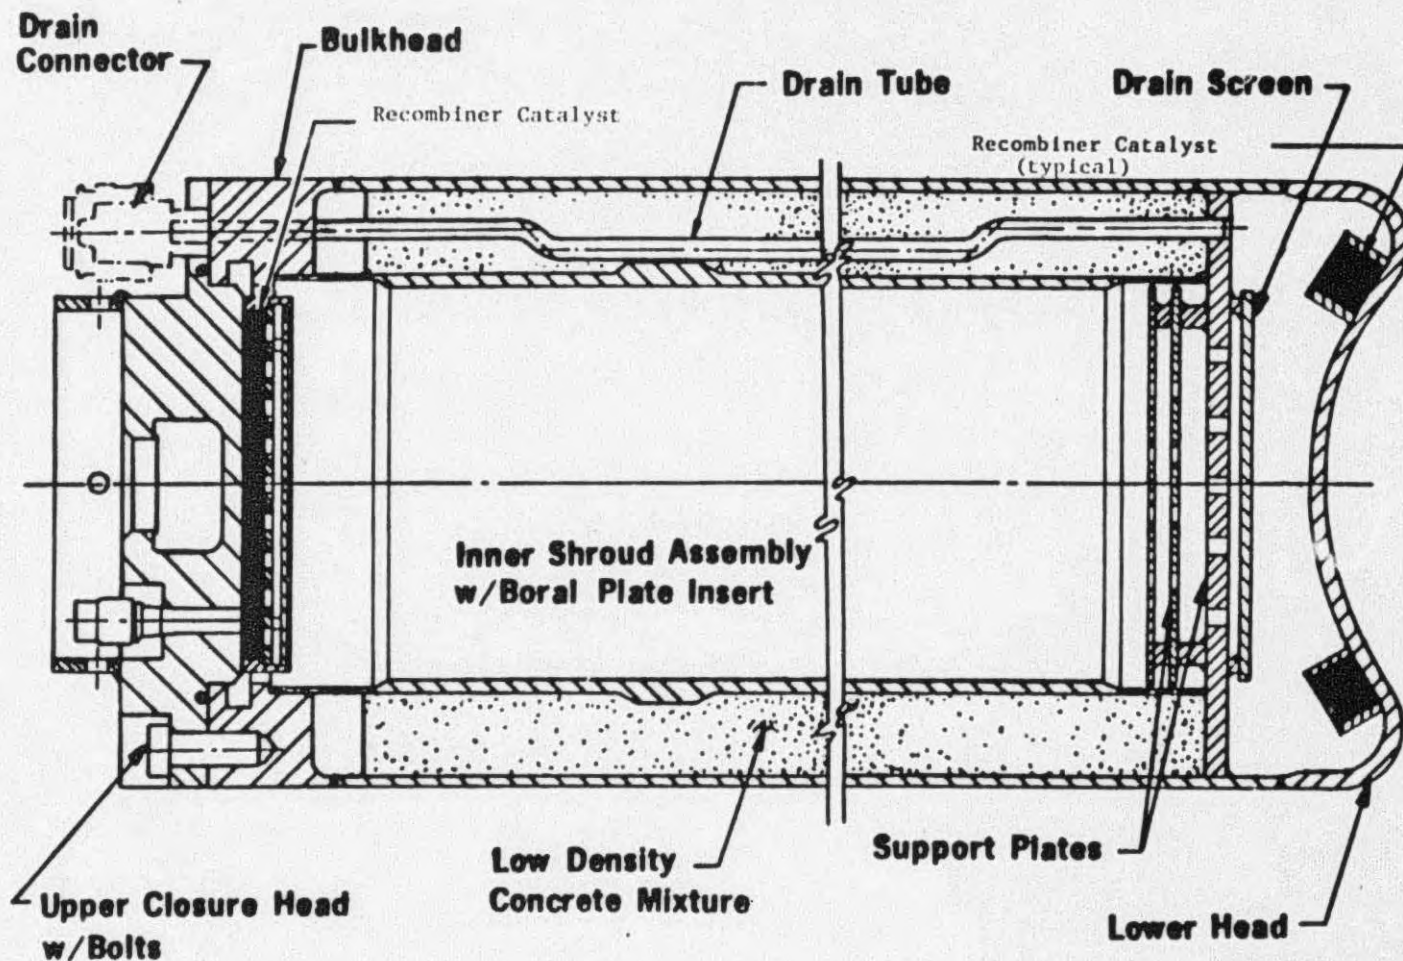 Drain
Connector
Bulkhead
Recombiner Catalyst
Drain Tube
Drain Screen
Recombiner Catalyst
(typical)
Inner Shroud Assembly
w/Boral Plate Insert
Low Density
Concrete Mixture
Support Plates
Upper Closure Head
w/Bolts
Lower Head